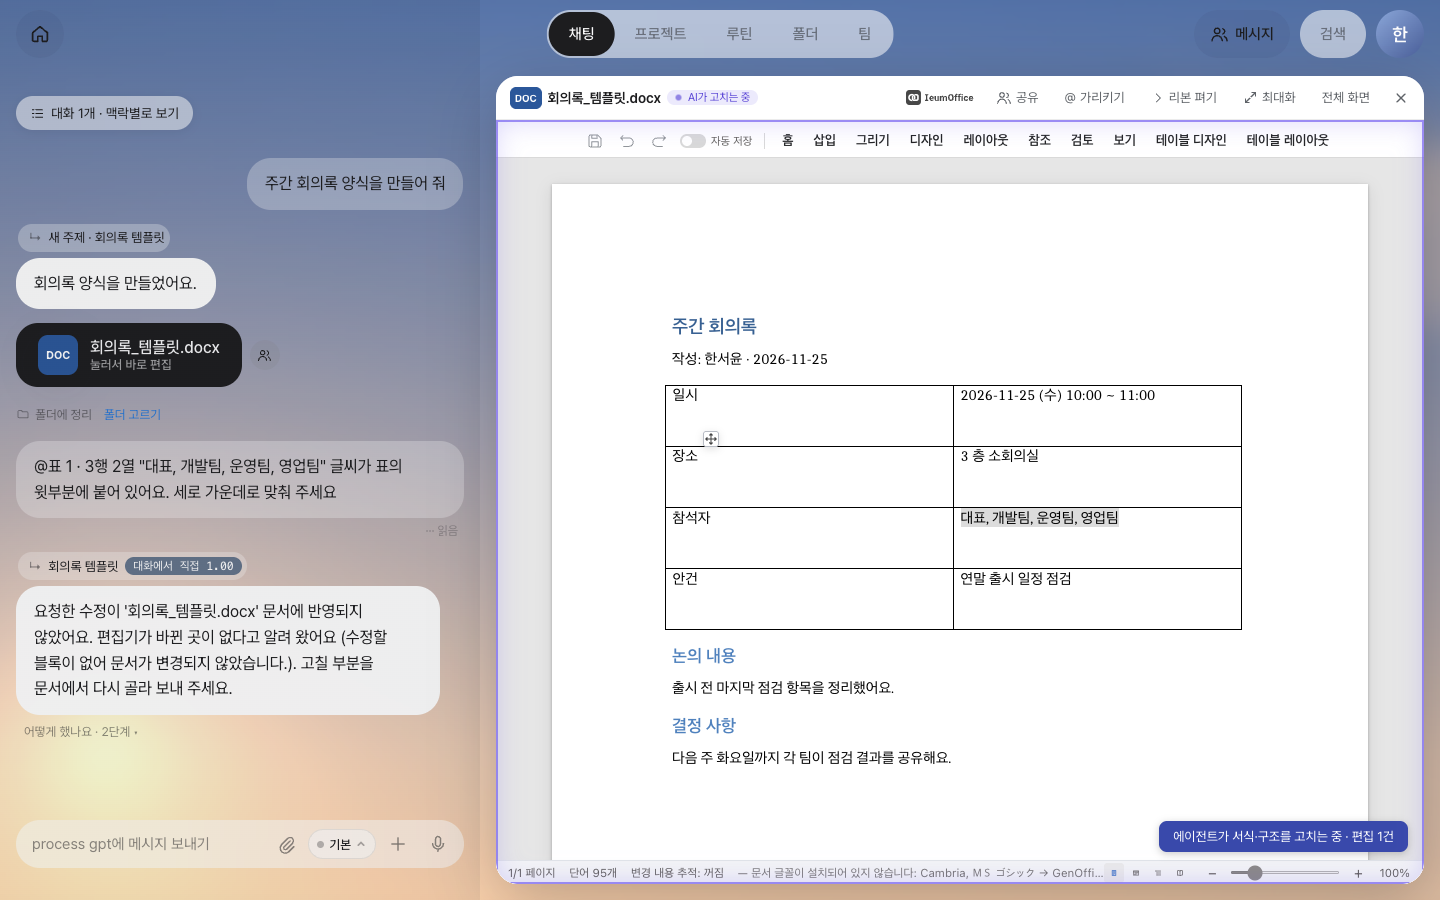 채팅
프로젝트
루틴
폴더
팀
메시지
검색
한
대화 1개 · 맥락별로 보기
주간 회의록 양식을 만들어 줘
새 주제 · 회의록 템플릿
회의록 양식을 만들었어요.
DOC
회의록_템플릿.docx
눌러서 바로 편집
폴더에 정리 폴더 고르기
@표 1 · 3행 2열 "대표, 개발팀, 운영팀, 영업팀" 글씨가 표의
윗부분에 붙어 있어요. 세로 가운데로 맞춰 주세요
··· 읽음
회의록 템플릿 대화에서 직접 1.00
요청한 수정이 '회의록_템플릿.docx' 문서에 반영되지
않았어요. 편집기가 바뀐 곳이 없다고 알려 왔어요 (수정할
블록이 없어 문서가 변경되지 않았습니다.). 고칠 부분을
문서에서 다시 골라 보내 주세요.
어떻게 했나요 · 2단계
process gpt에 메시지 보내기
기본
DOC 회의록_템플릿.docx AI가 고치는 중
IeumOffice 공유 @ 가리키기 리본 펴기 최대화 전체 화면
자동 저장 홈 삽입 그리기 디자인 레이아웃 참조 검토 보기 테이블 디자인 테이블 레이아웃
주간 회의록
작성: 한서윤 · 2026-11-25
일시 2026-11-25 (수) 10:00 ~ 11:00
장소 3 층 소회의실
참석자 대표, 개발팀, 운영팀, 영업팀
안건 연말 출시 일정 점검
논의 내용
출시 전 마지막 점검 항목을 정리했어요.
결정 사항
다음 주 화요일까지 각 팀이 점검 결과를 공유해요.
에이전트가 서식·구조를 고치는 중 · 편집 1건
1/1 페이지 단어 95개 변경 내용 추적: 꺼짐 — 문서 글꼴이 설치되어 있지 않습니다: Cambria, ＭＳ ゴシック → GenOffi... 100%